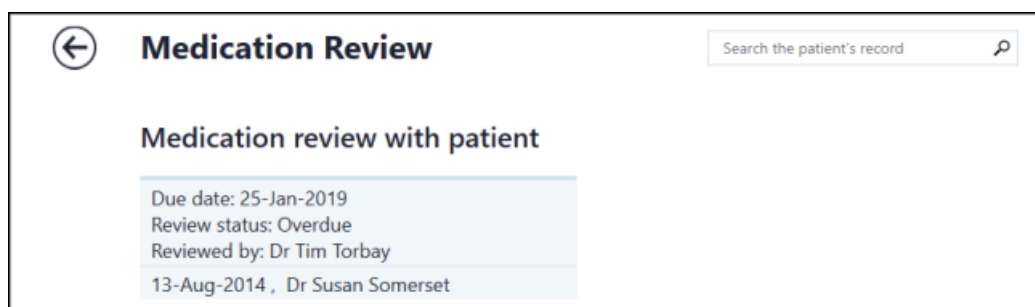 Medication Review
Search the patient's record
Medication review with patient
Due date: 25-Jan-2019
Review status: Overdue
Reviewed by: Dr Tim Torbay
13-Aug-2014 , Dr Susan Somerset